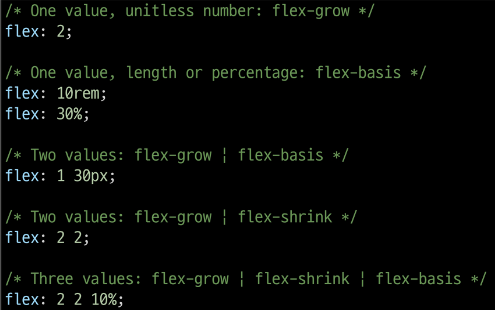 /* One value, unitless number: flex-grow */
flex: 2;
/* One value, length or percentage: flex-basis */
flex: 10rem;
flex: 30%;
/* Two values: flex-grow ¦ flex-basis */
flex: 1 30px;
/* Two values: flex-grow ¦ flex-shrink */
flex: 2 2;
/* Three values: flex-grow ¦ flex-shrink ¦ flex-basis */
flex: 2 2 10%;